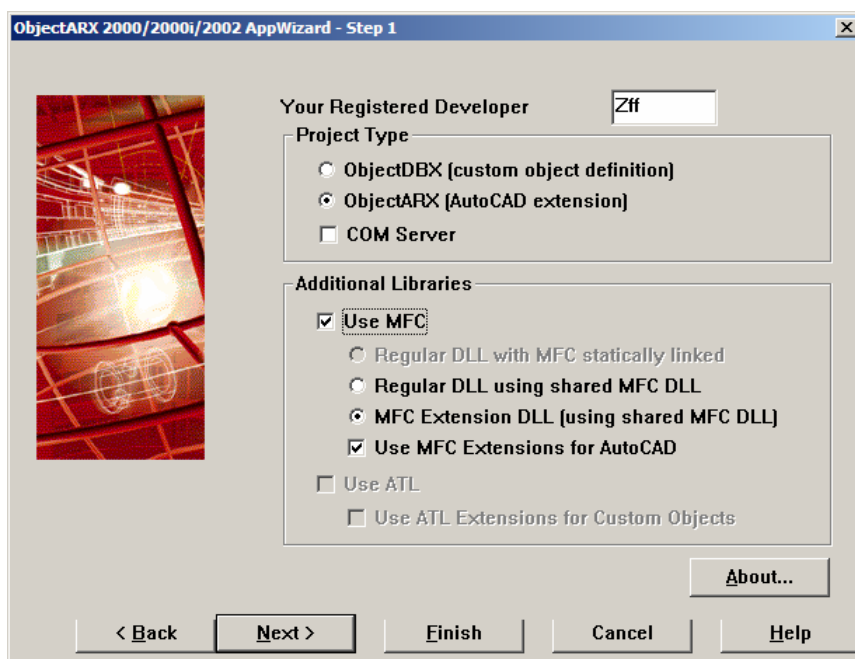 ObjectARX 2000/2000i/2002 AppWizard - Step 1
Your Registered Developer Zff
Project Type
ObjectDBX (custom object definition)
ObjectARX (AutoCAD extension)
COM Server
Additional Libraries
Use MFC
Regular DLL with MFC statically linked
Regular DLL using shared MFC DLL
MFC Extension DLL (using shared MFC DLL)
Use MFC Extensions for AutoCAD
Use ATL
Use ATL Extensions for Custom Objects
About...
< Back Next > Finish Cancel Help